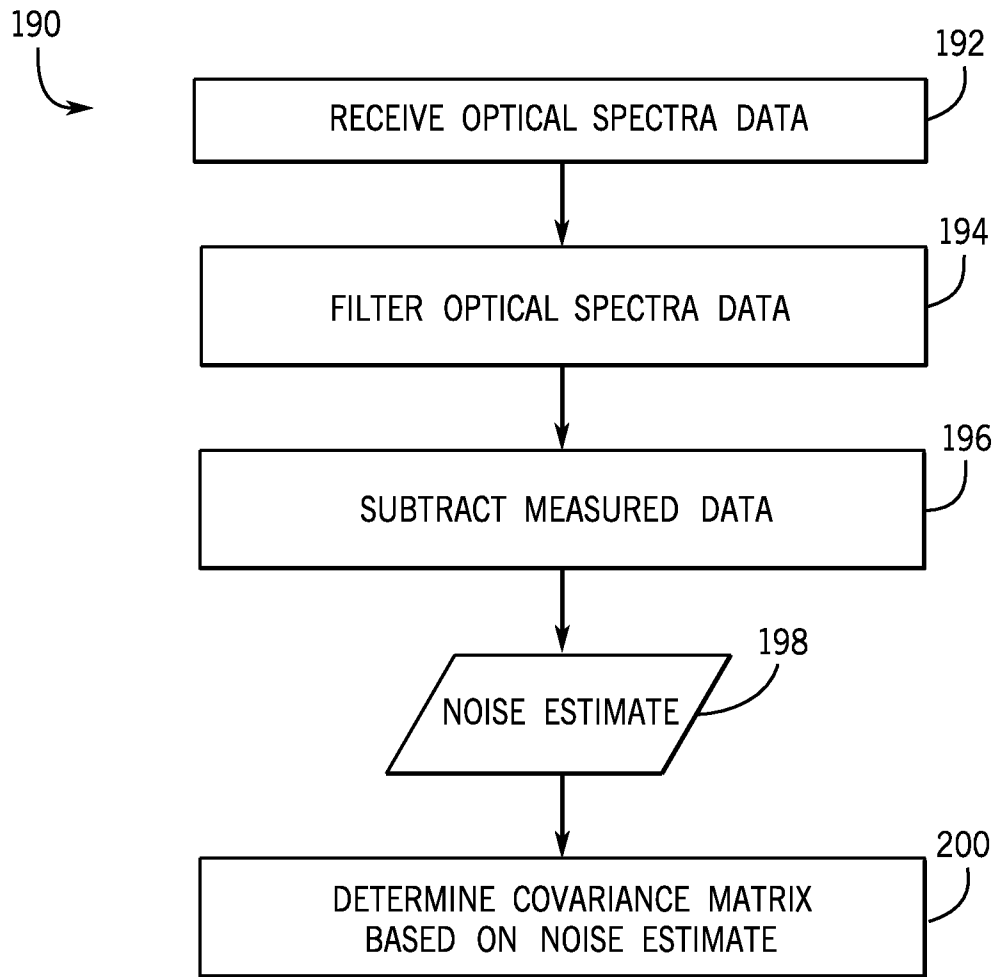 190
192
RECEIVE OPTICAL SPECTRA DATA
194
FILTER OPTICAL SPECTRA DATA
196
SUBTRACT MEASURED DATA
198
NOISE ESTIMATE
200
DETERMINE COVARIANCE MATRIX
BASED ON NOISE ESTIMATE